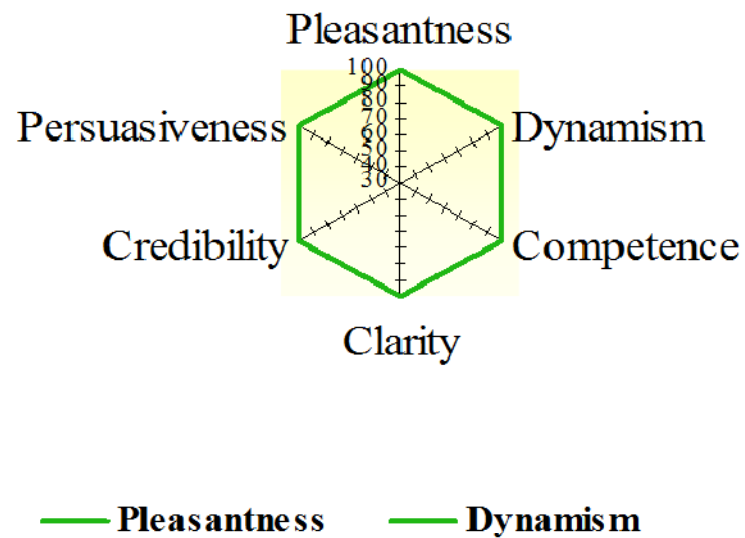 Pleasantness
100
90
80
Persuasiveness
70
Dynamism
60
50
40
30
Credibility
Competence
Clarity
Pleasantness
Dynamism